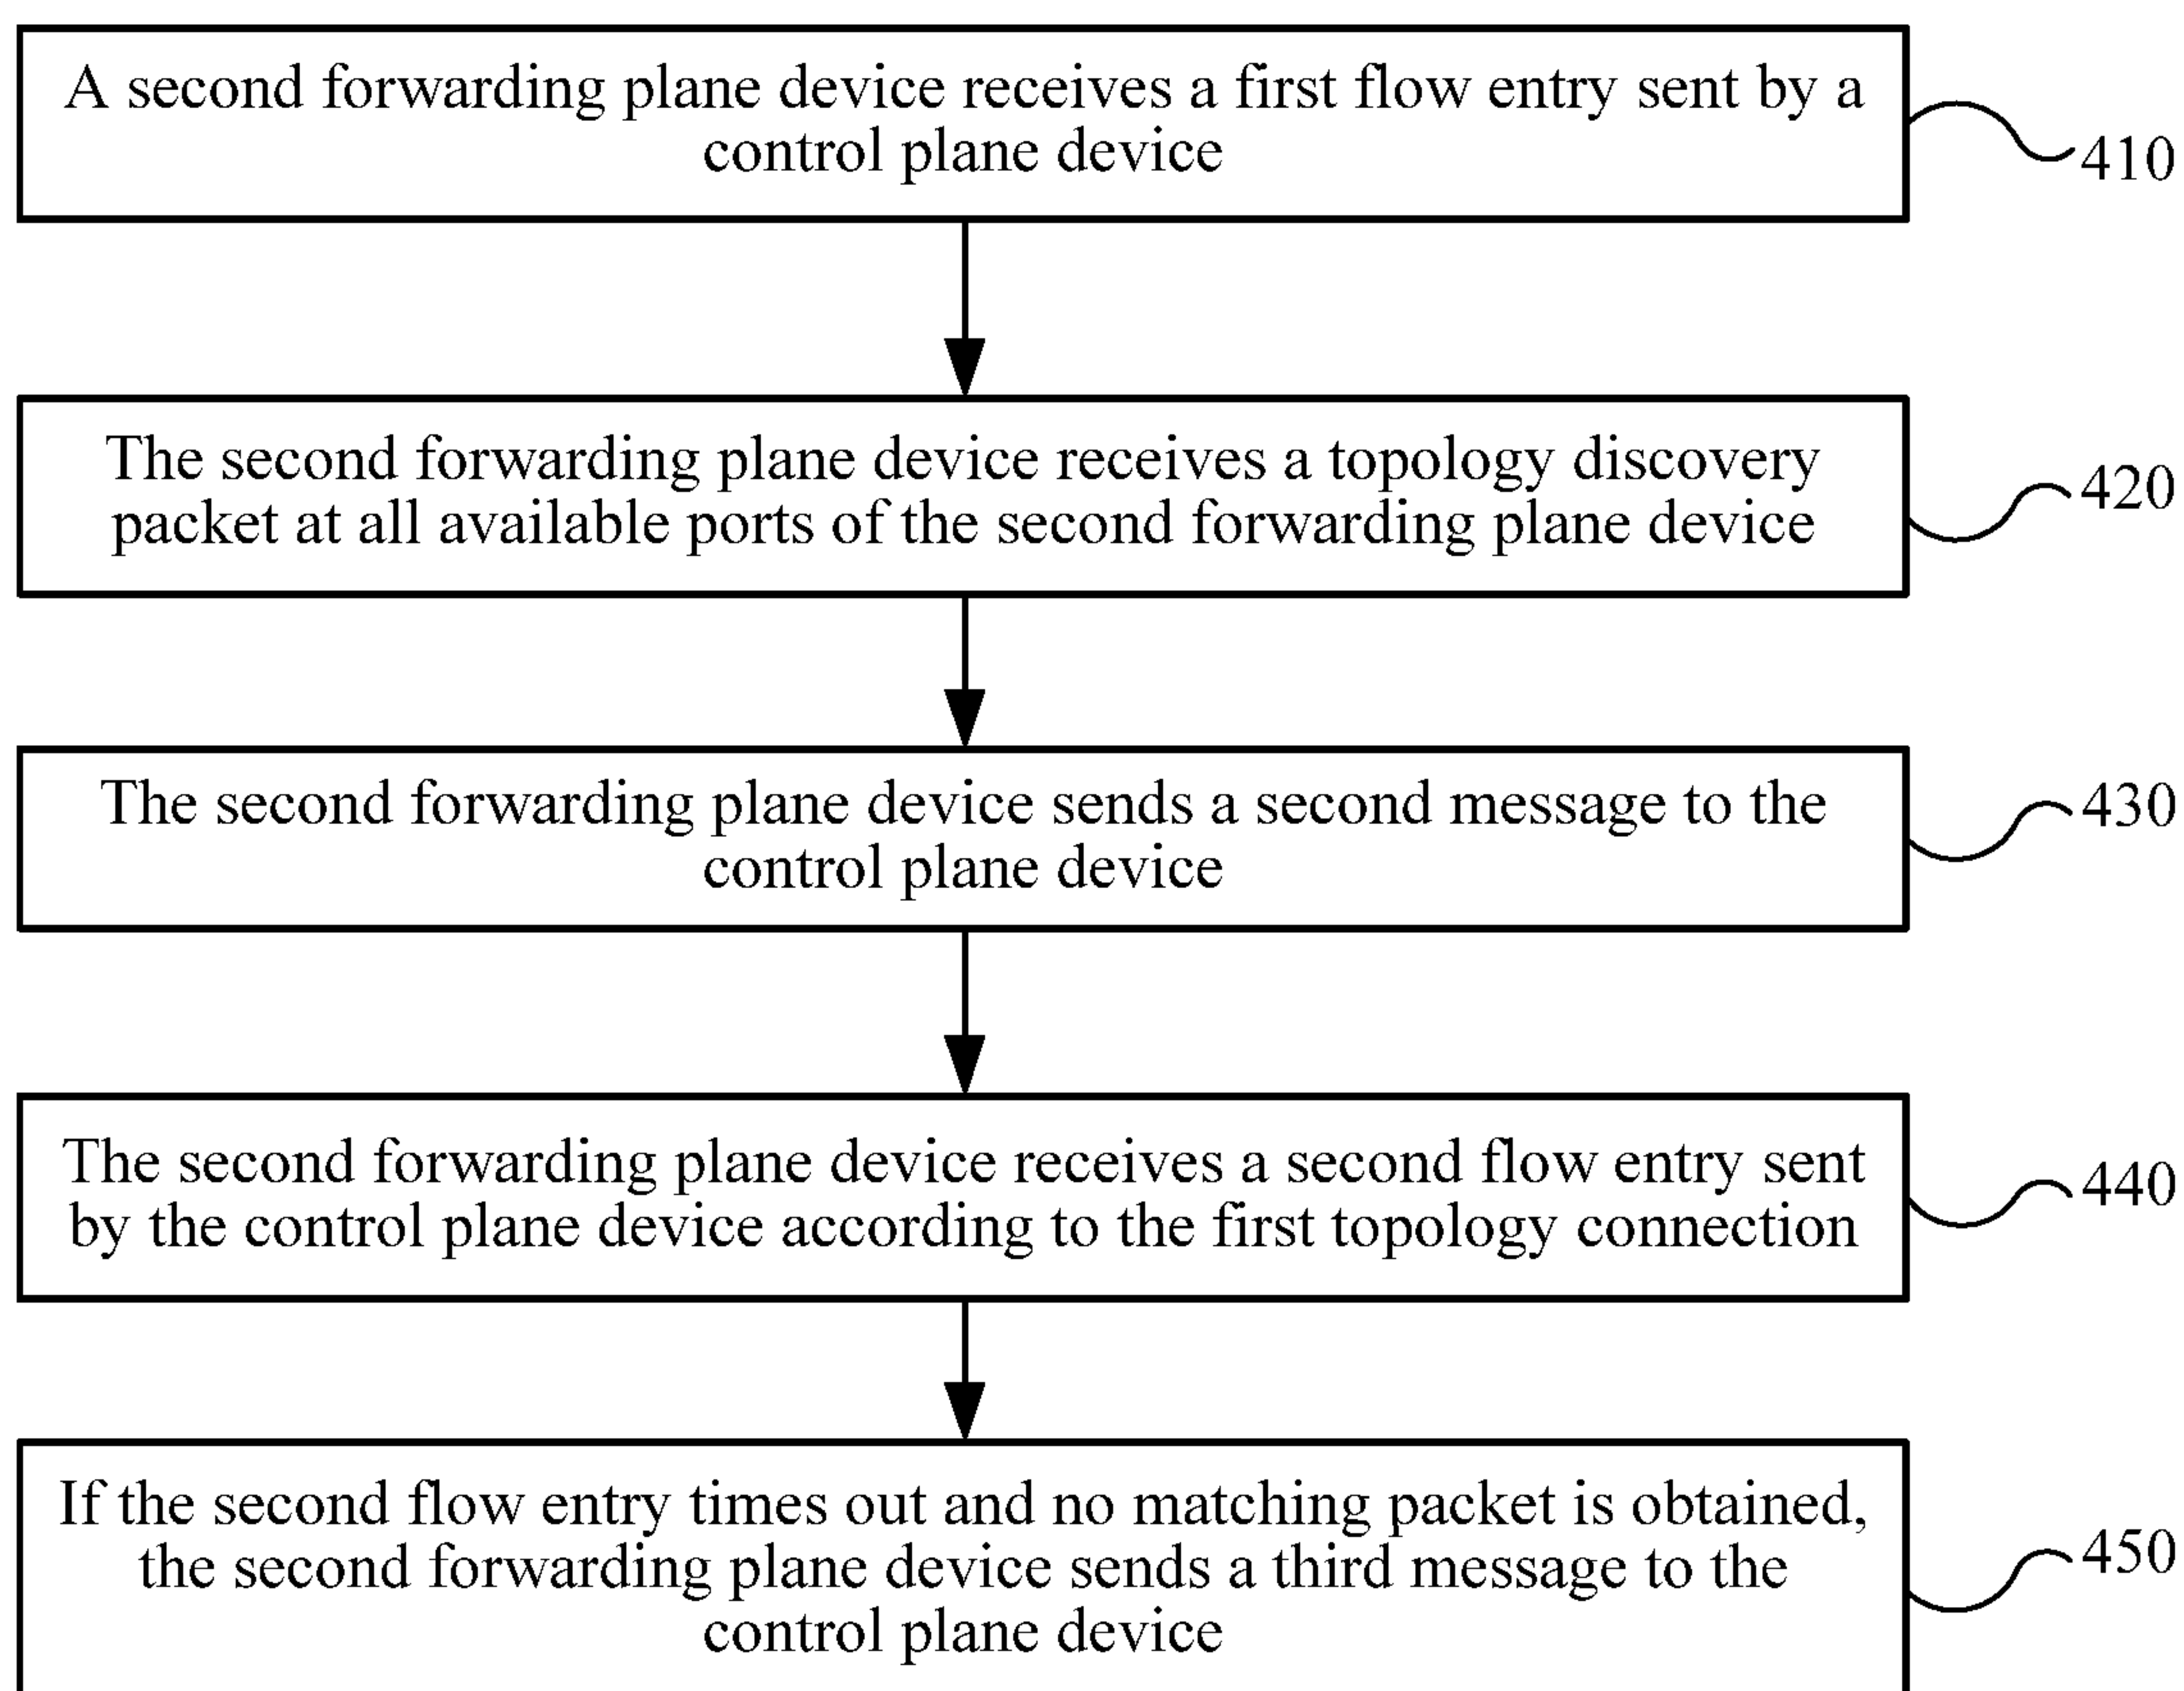 A second forwarding plane device receives a first flow entry sent by a
control plane device
410
The second forwarding plane device receives a topology discovery
packet at all available ports of the second forwarding plane device
420
The second forwarding plane device sends a second message to the
control plane device
430
The second forwarding plane device receives a second flow entry sent
by the control plane device according to the first topology connection
440
If the second flow entry times out and no matching packet is obtained,
the second forwarding plane device sends a third message to the
control plane device
450